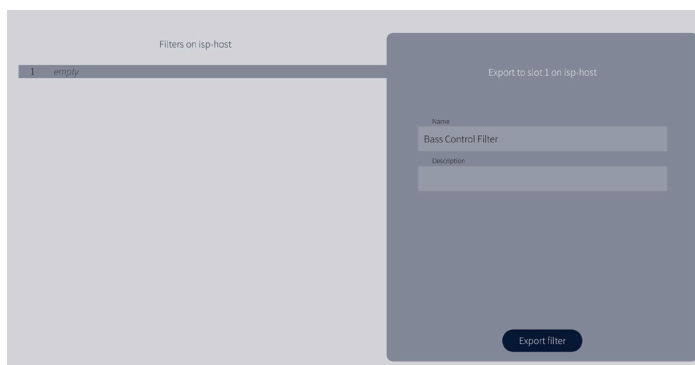 Filters on isp-host
1 empty
Export to slot 1 on isp-host
Name
Bass Control Filter
Description
Export filter